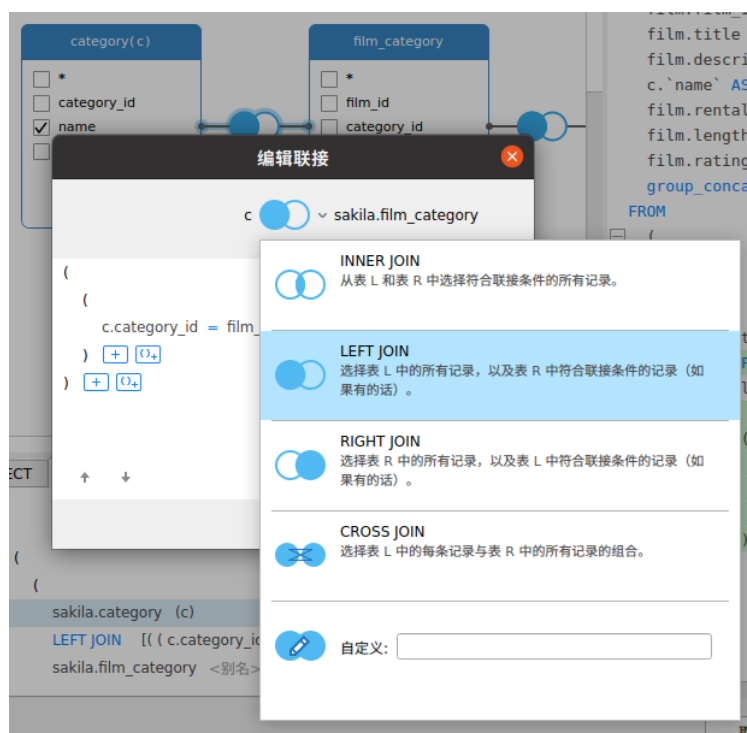 category(c)
film_category
*
category_id
name
*
film_id
category_id
film.title
c.`name` AS
film.length
film.rating
FROM
(
编辑联接
c
sakila.film_category
(
(
c.category_id = film_
)
)
INNER JOIN
从表 L 和表 R 中选择符合联接条件的所有记录。
LEFT JOIN
选择表 L 中的所有记录，以及表 R 中符合联接条件的记录（如
果有的话）。
RIGHT JOIN
选择表 R 中的所有记录，以及表 L 中符合联接条件的记录（如
果有的话）。
CROSS JOIN
选择表 L 中的每条记录与表 R 中的所有记录的组合。
自定义:
(
(
sakila.category (c)
LEFT JOIN [( ( c.category_id
sakila.film_category <别名>